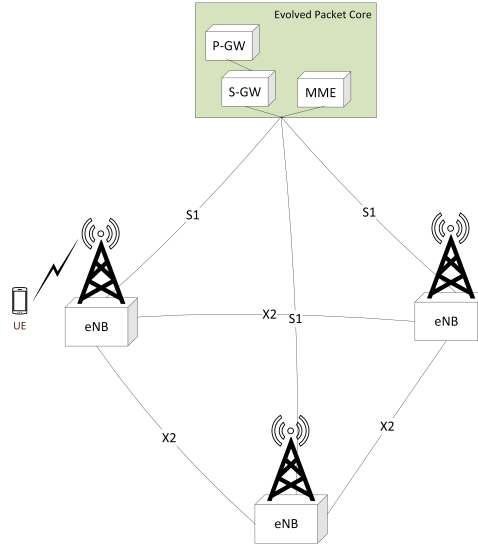 Evolved Packet Core
P-GW
S-GW
MME
S1
S1
UE
eNB
X2
S1
eNB
X2
X2
eNB